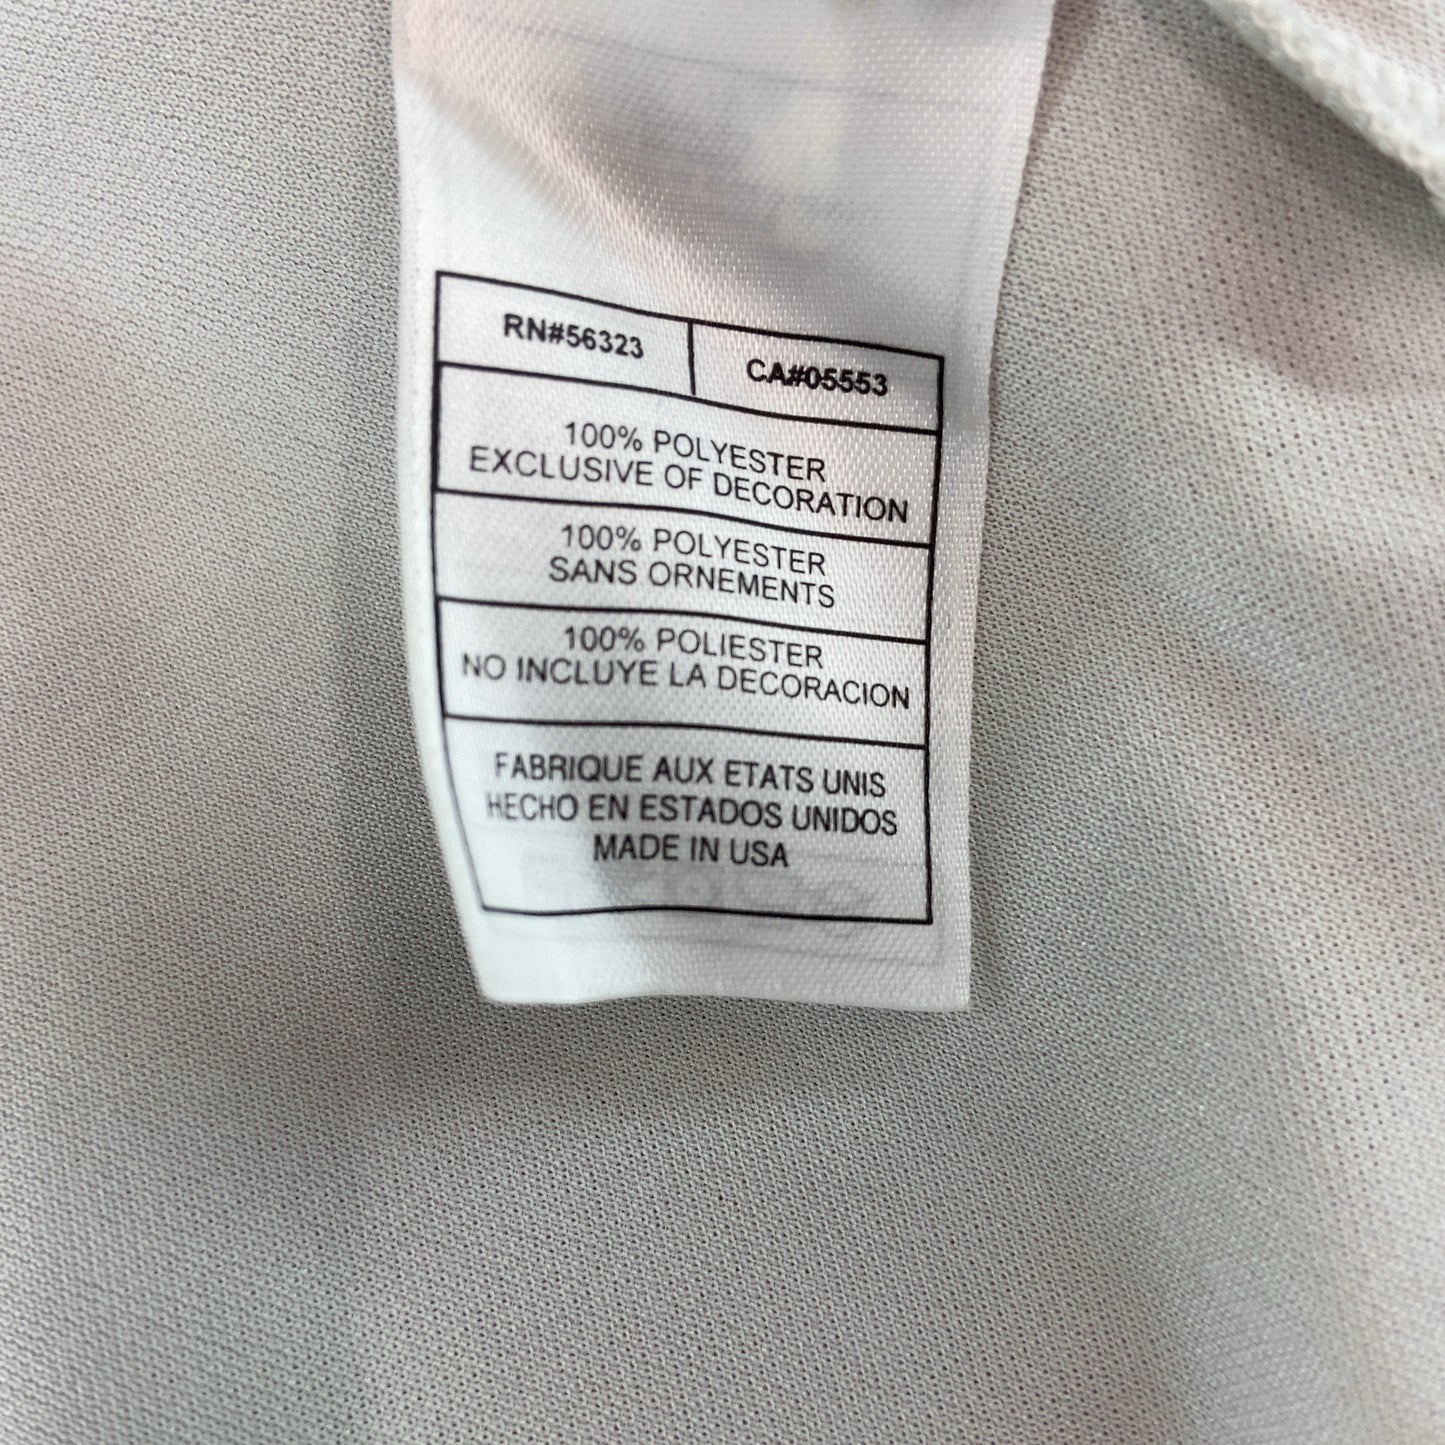 RN#56323
CA#05553
100% POLYESTER
EXCLUSIVE OF DECORATION
100% POLYESTER
SANS ORNEMENTS
100% POLIESTER
NO INCLUYE LA DECORACION
FABRIQUE AUX ETATS UNIS
HECHO EN ESTADOS UNIDOS
MADE IN USA